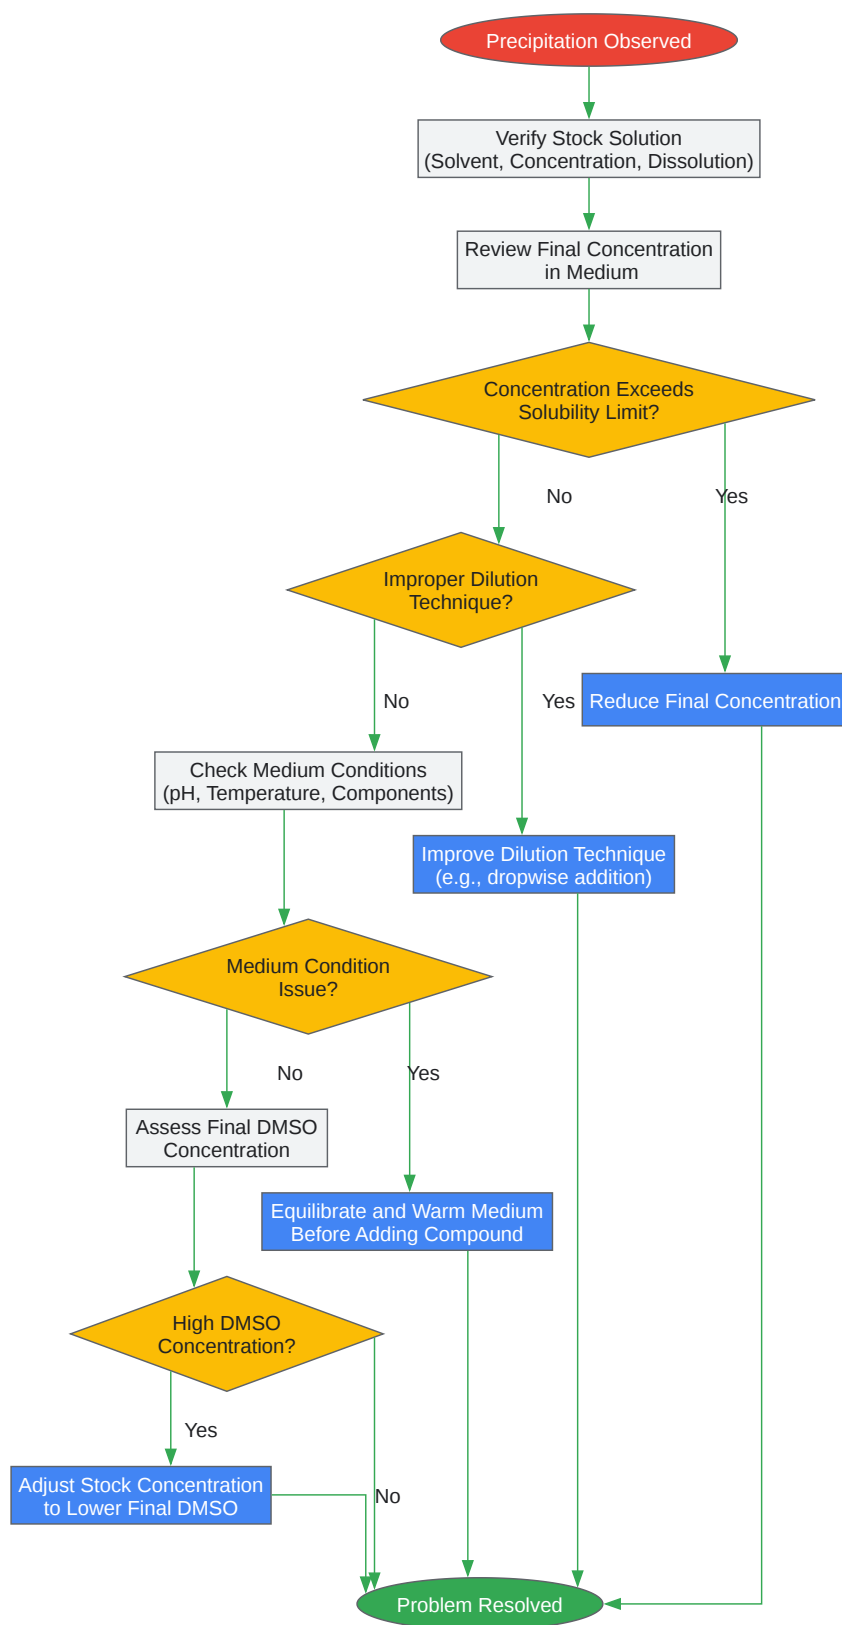 Precipitation Observed
Verify Stock Solution
(Solvent, Concentration, Dissolution)
Review Final Concentration
in Medium
Concentration Exceeds
Solubility Limit?
No
Yes
Improper Dilution
Technique?
No
Yes
Reduce Final Concentration
Check Medium Conditions
(pH, Temperature, Components)
Improve Dilution Technique
(e.g., dropwise addition)
Medium Condition
Issue?
No
Yes
Assess Final DMSO
Concentration
Equilibrate and Warm Medium
Before Adding Compound
High DMSO
Concentration?
Yes
Adjust Stock Concentration
to Lower Final DMSO
No
Problem Resolved